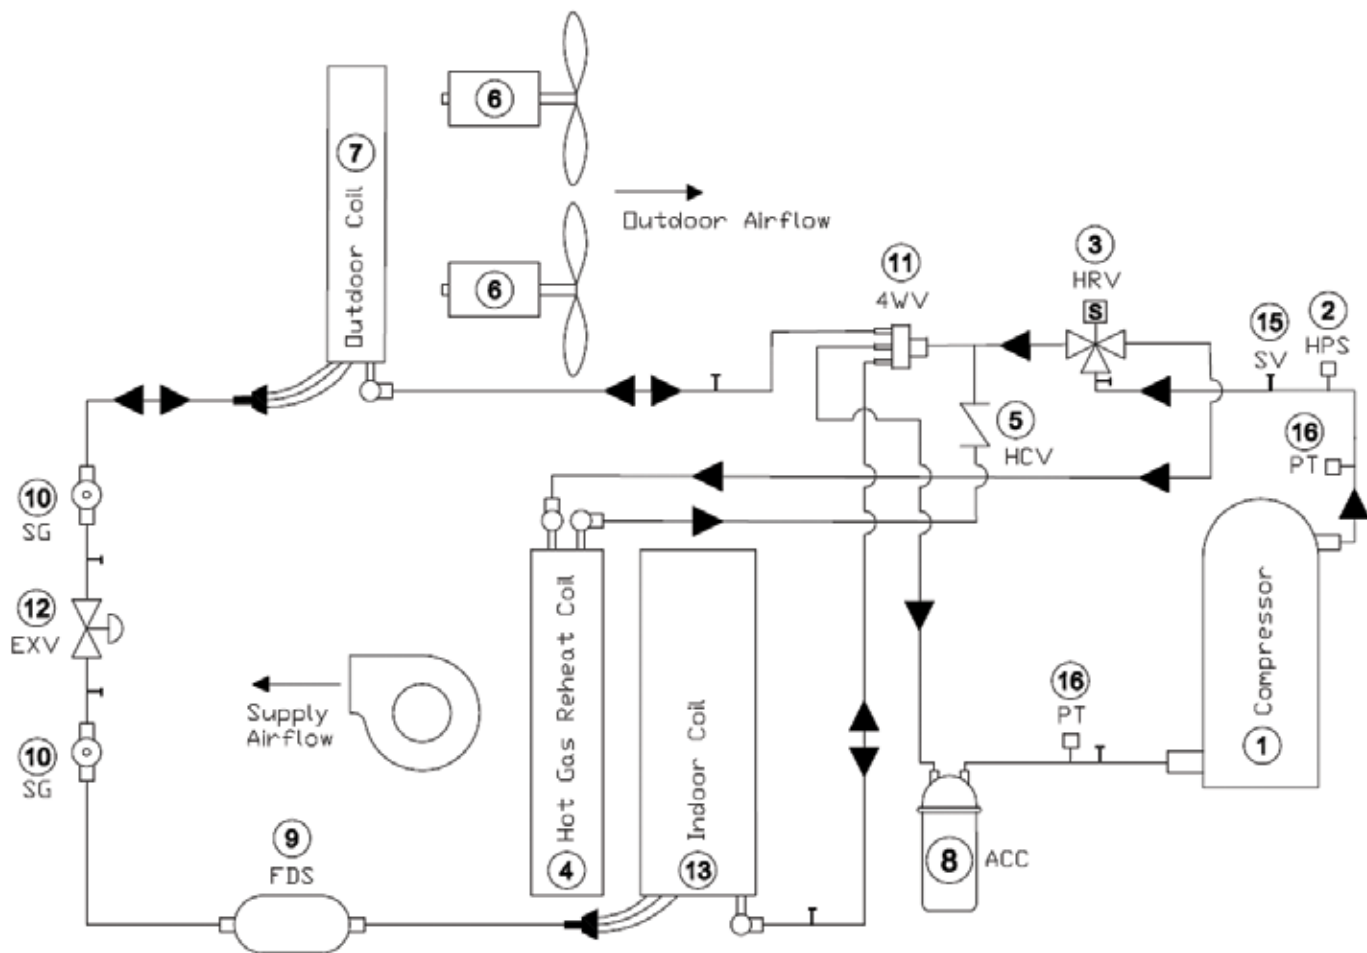 6
7
Outdoor Coil
Outdoor Airflow
6
11
4WV
3
HRV
S
15
SV
2
HPS
5
HCV
16
PT
10
SG
12
EXV
Supply
Airflow
10
SG
9
FDS
Hot Gas Reheat Coil
4
Indoor Coil
13
16
PT
8
ACC
Compressor
1